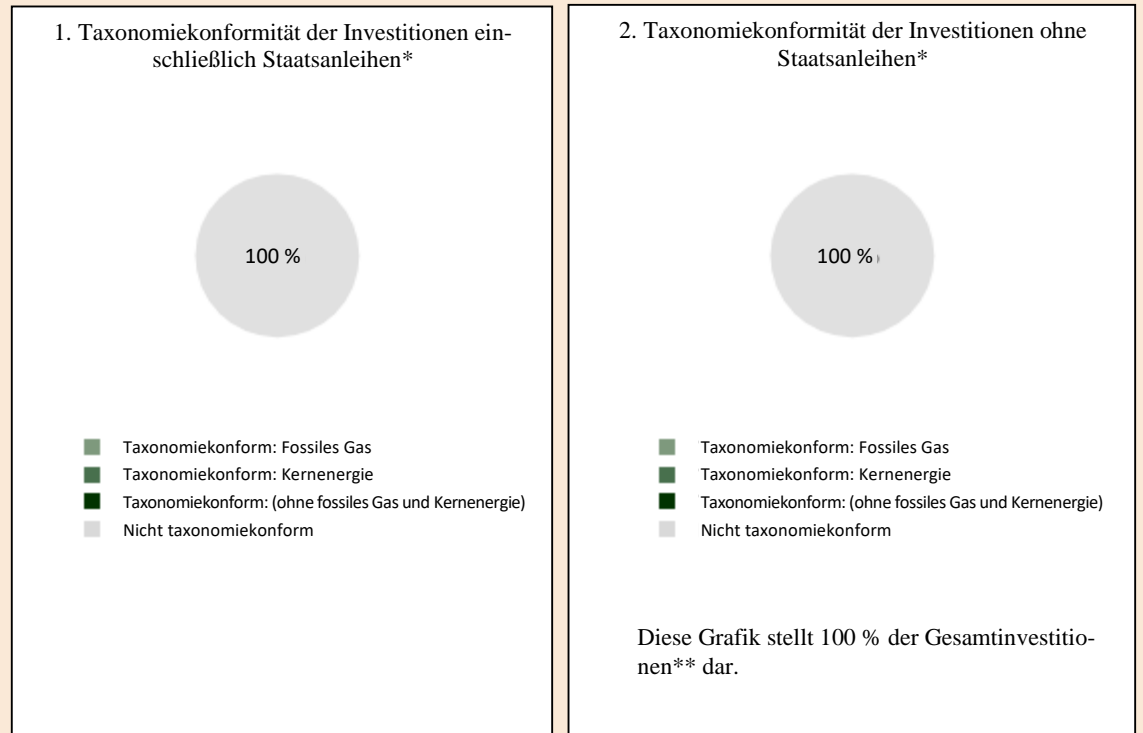 1. Taxonomiekonformität der Investitionen ein-
schließlich Staatsanleihen*
100 %
Taxonomiekonform: Fossiles Gas
Taxonomiekonform: Kernenergie
Taxonomiekonform: (ohne fossiles Gas und Kernenergie)
Nicht taxonomiekonform
2. Taxonomiekonformität der Investitionen ohne
Staatsanleihen*
100 %
Taxonomiekonform: Fossiles Gas
Taxonomiekonform: Kernenergie
Taxonomiekonform: (ohne fossiles Gas und Kernenergie)
Nicht taxonomiekonform
Diese Grafik stellt 100 % der Gesamtinvestitio-
nen** dar.